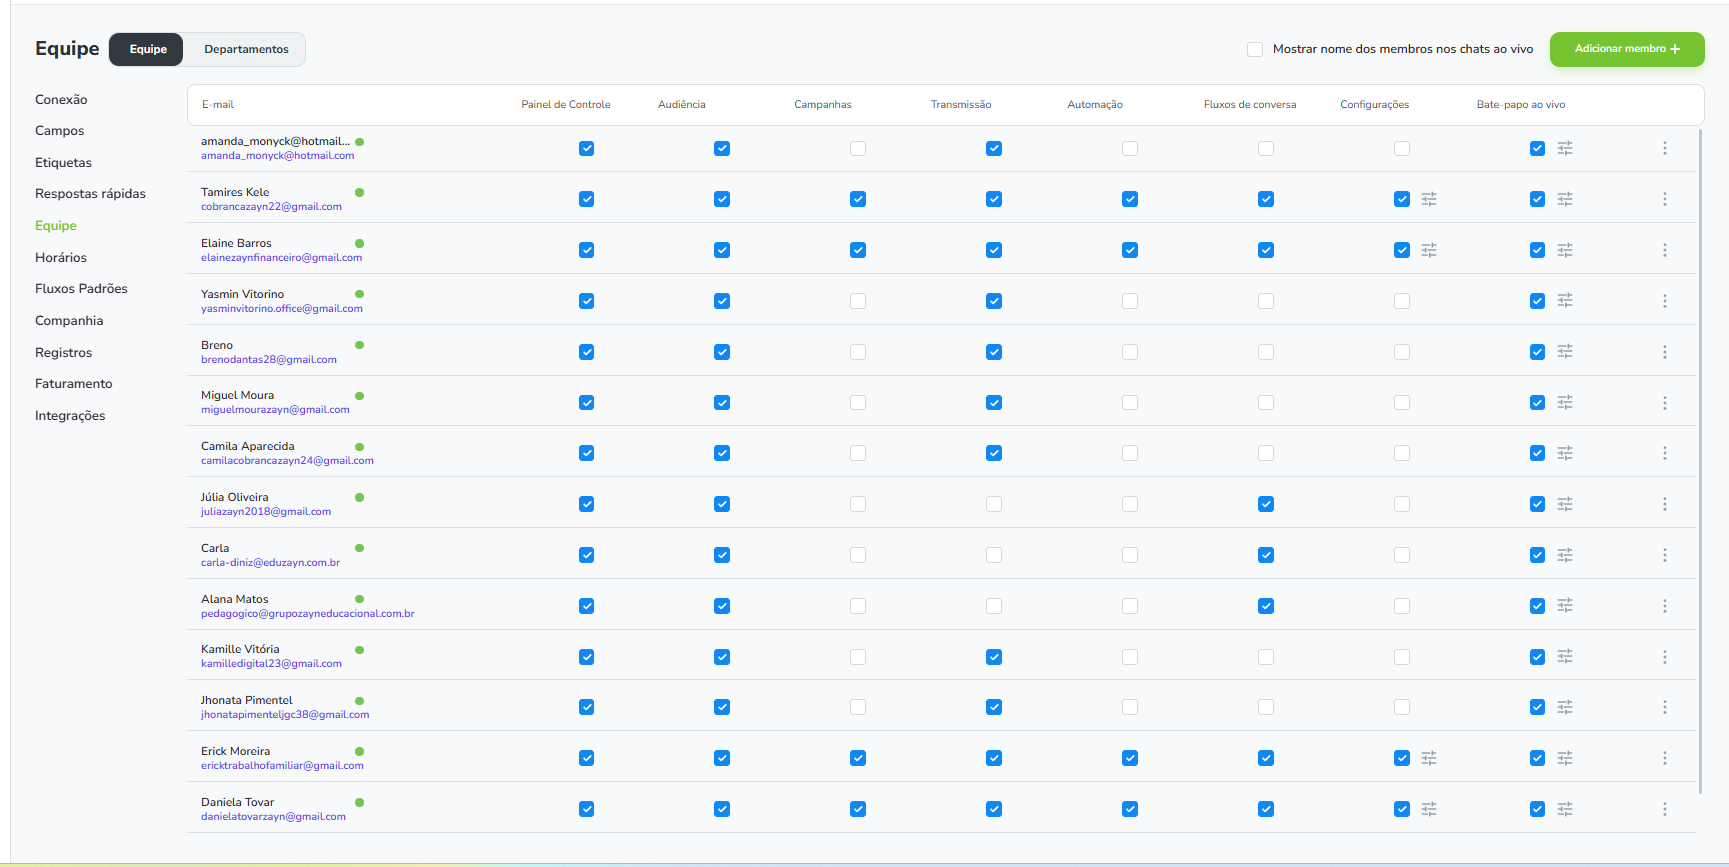 Equipe
Equipe
Departamentos
Mostrar nome dos membros nos chats ao vivo
Adicionar membro +
Conexão
Campos
Etiquetas
Respostas rápidas
Equipe
Horários
Fluxos Padrões
Companhia
Registros
Faturamento
Integrações
E-mail Painel de Controle Audiência Campanhas Transmissão Automação Fluxos de conversa Configurações Bate-papo ao vivo
amanda_monyck@hotmail...
amanda_monyck@hotmail.com
Tamires Kele
cobrancazayn22@gmail.com
Elaine Barros
elainezaynfinanceiro@gmail.com
Yasmin Vitorino
yasminvitorino.office@gmail.com
Breno
brenodantas28@gmail.com
Miguel Moura
miguelmourazayn@gmail.com
Camila Aparecida
camilacobrancazayn24@gmail.com
Júlia Oliveira
juliazayn2018@gmail.com
Carla
carla-diniz@eduzayn.com.br
Alana Matos
pedagogico@grupozayneducacional.com.br
Kamille Vitória
kamilledigital23@gmail.com
Jhonata Pimentel
jhonatapimenteljgc38@gmail.com
Erick Moreira
ericktrabalhofamiliar@gmail.com
Daniela Tovar
danielatovarzayn@gmail.com